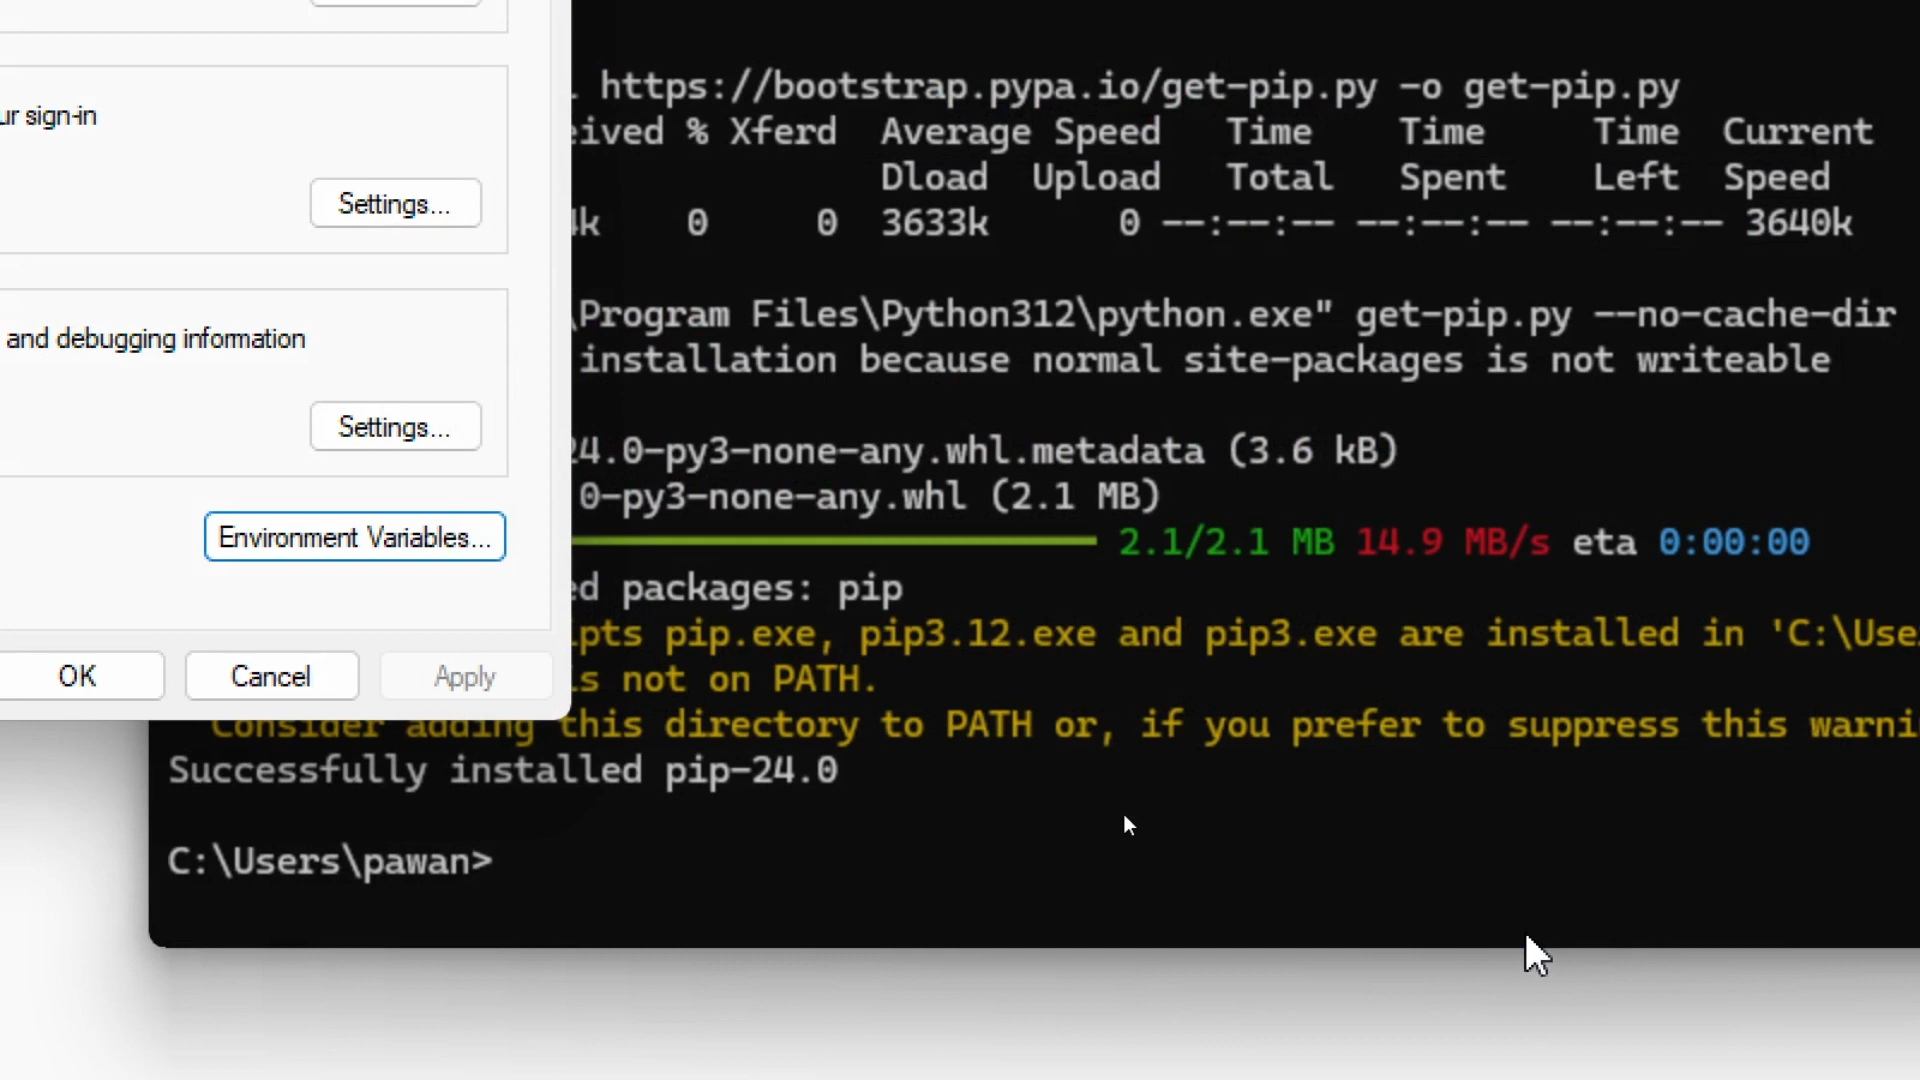 ur sign-in
Settings...
and debugging information
Settings...
Environment Variables...
OK
Cancel
Apply
https://bootstrap.pypa.io/get-pip.py -o get-pip.py
eived % Xferd Average Speed Time Time Time Current
Dload Upload Total Spent Left Speed
k 0 0 3633k 0 --:--:-- --:--:-- --:--:-- 3640k
\Program Files\Python312\python.exe" get-pip.py --no-cache-dir
installation because normal site-packages is not writeable
24.0-py3-none-any.whl.metadata (3.6 kB)
0-py3-none-any.whl (2.1 MB)
2.1/2.1 MB 14.9 MB/s eta 0:00:00
ed packages: pip
ipts pip.exe, pip3.12.exe and pip3.exe are installed in 'C:\Use
is not on PATH.
Consider adding this directory to PATH or, if you prefer to suppress this warni
Successfully installed pip-24.0
C:\Users\pawan>